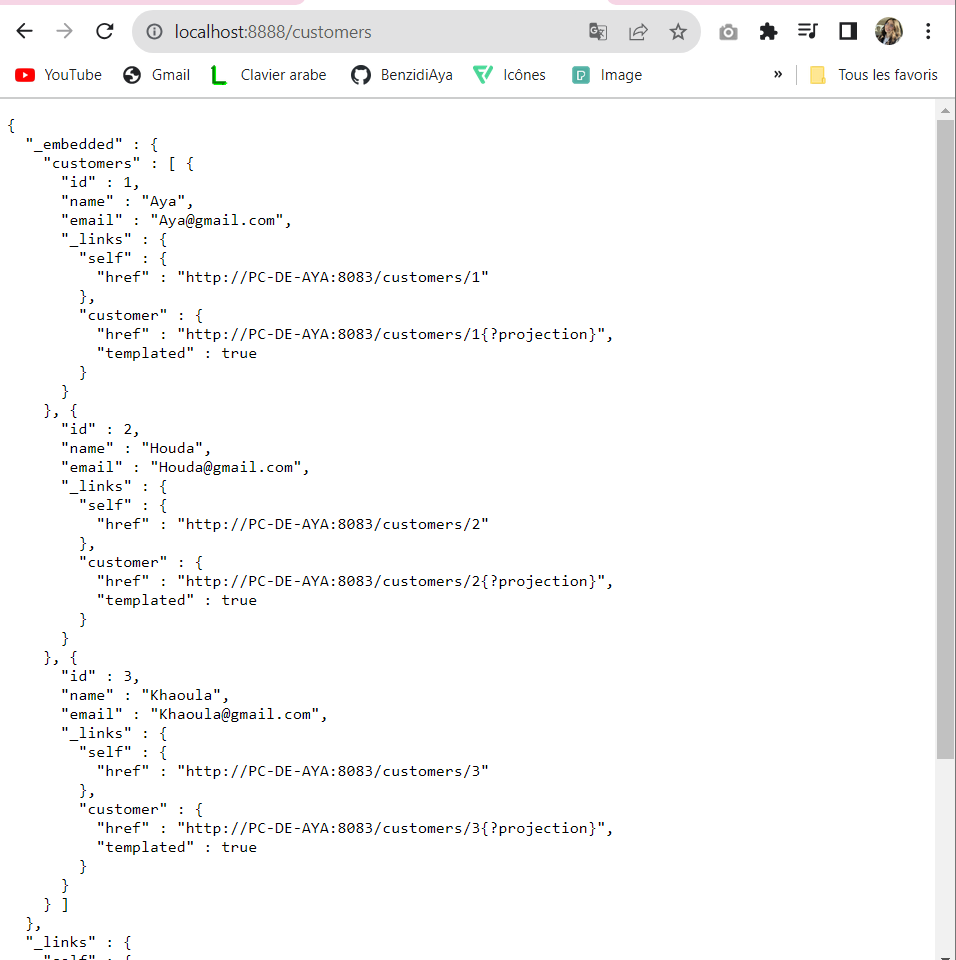 localhost:8888/customers
YouTube Gmail Clavier arabe BenzidiAya Icônes Image » Tous les favoris
{
  "_embedded" : {
    "customers" : [ {
      "id" : 1,
      "name" : "Aya",
      "email" : "Aya@gmail.com",
      "_links" : {
        "self" : {
          "href" : "http://PC-DE-AYA:8083/customers/1"
        },
        "customer" : {
          "href" : "http://PC-DE-AYA:8083/customers/1{?projection}",
          "templated" : true
        }
      }
    }, {
      "id" : 2,
      "name" : "Houda",
      "email" : "Houda@gmail.com",
      "_links" : {
        "self" : {
          "href" : "http://PC-DE-AYA:8083/customers/2"
        },
        "customer" : {
          "href" : "http://PC-DE-AYA:8083/customers/2{?projection}",
          "templated" : true
        }
      }
    }, {
      "id" : 3,
      "name" : "Khaoula",
      "email" : "Khaoula@gmail.com",
      "_links" : {
        "self" : {
          "href" : "http://PC-DE-AYA:8083/customers/3"
        },
        "customer" : {
          "href" : "http://PC-DE-AYA:8083/customers/3{?projection}",
          "templated" : true
        }
      }
    } ]
  },
  "_links" : {
    "self" : {